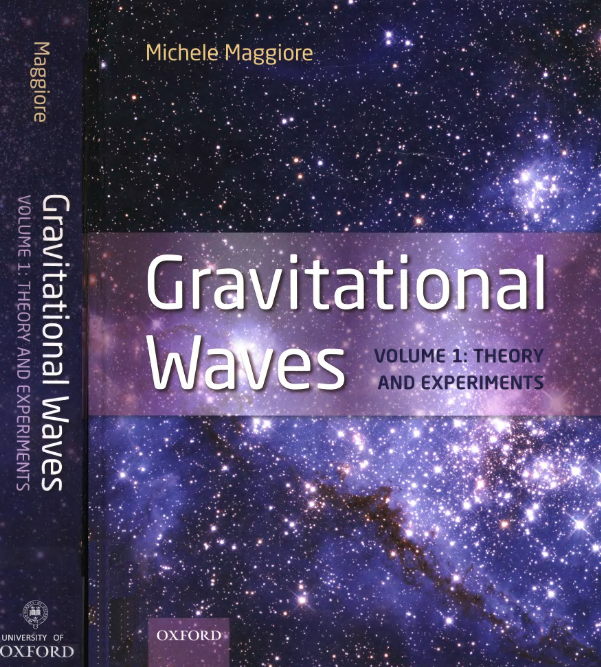 Maggiore
Gravitational Waves
VOLUME 1: THEORY AND EXPERIMENTS
UNIVERSITY OF
OXFORD
Michele Maggiore
Gravitational
Waves
VOLUME 1: THEORY
AND EXPERIMENTS
OXFORD